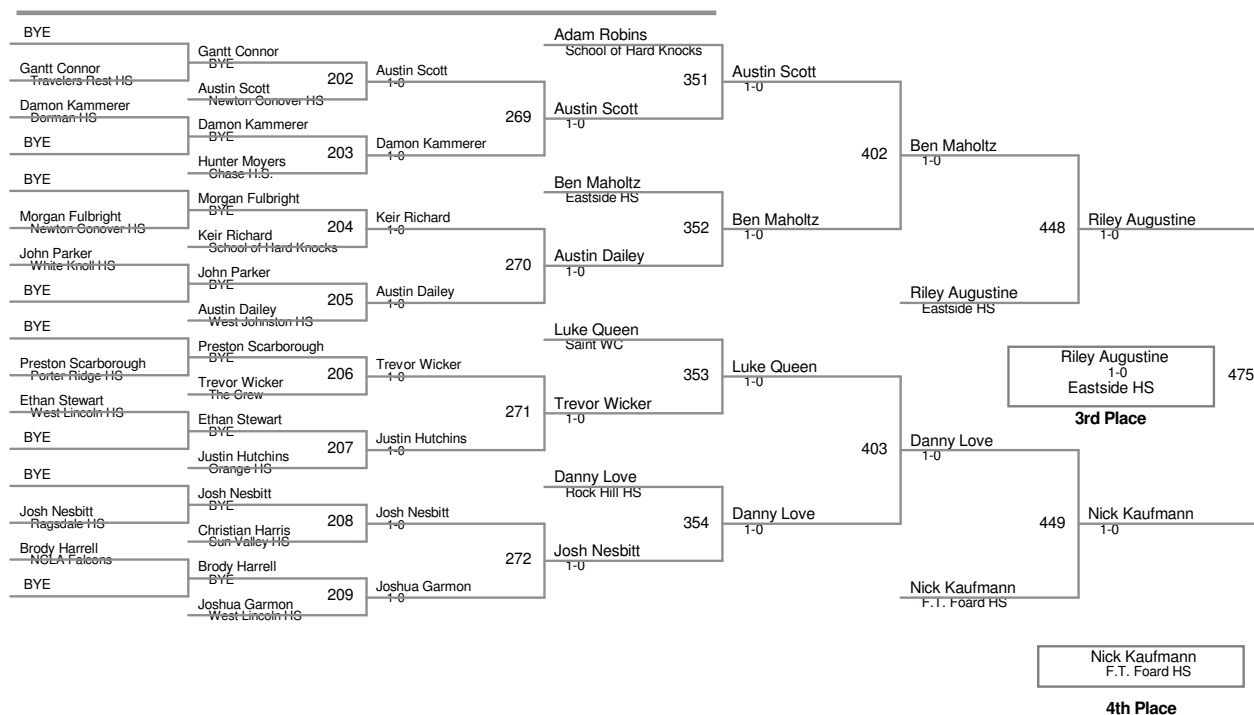 BYE
Gantt Connor
Travelers Rest HS
Damon Kammerer
Dorman HS
BYE
BYE
Morgan Fulbright
Newton Conover HS
John Parker
White Knoll HS
BYE
BYE
Preston Scarborough
Porter Ridge HS
Ethan Stewart
West Lincoln HS
BYE
BYE
Josh Nesbitt
Ragsdale HS
Brody Harrell
NCLA Falcons
BYE
Gantt Connor
BYE
202
Austin Scott
Newton Conover HS
Damon Kammerer
BYE
203
Hunter Moyers
Chase H.S.
Morgan Fulbright
BYE
204
Keir Richard
School of Hard Knocks
John Parker
BYE
205
Austin Dailey
West Johnston HS
Preston Scarborough
BYE
206
Trevor Wicker
The Crew
Ethan Stewart
BYE
207
Justin Hutchins
Orange HS
Josh Nesbitt
BYE
208
Christian Harris
Sun Valley HS
Brody Harrell
BYE
209
Joshua Garmon
West Lincoln HS
Austin Scott
1-0
269
Damon Kammerer
1-0
Keir Richard
1-0
270
Austin Dailey
1-0
Trevor Wicker
1-0
271
Justin Hutchins
1-0
Josh Nesbitt
1-0
272
Joshua Garmon
1-0
Adam Robins
School of Hard Knocks
351
Austin Scott
1-0
Ben Maholtz
Eastside HS
352
Austin Dailey
1-0
Luke Queen
Saint WC
353
Trevor Wicker
1-0
Danny Love
Rock Hill HS
354
Josh Nesbitt
1-0
Austin Scott
1-0
402
Ben Maholtz
1-0
Luke Queen
1-0
403
Danny Love
1-0
Ben Maholtz
1-0
448
Riley Augustine
Eastside HS
Danny Love
1-0
449
Nick Kaufmann
F.T. Foard HS
Riley Augustine
1-0
Riley Augustine
1-0
Eastside HS
475
3rd Place
Nick Kaufmann
1-0
Nick Kaufmann
F.T. Foard HS
4th Place